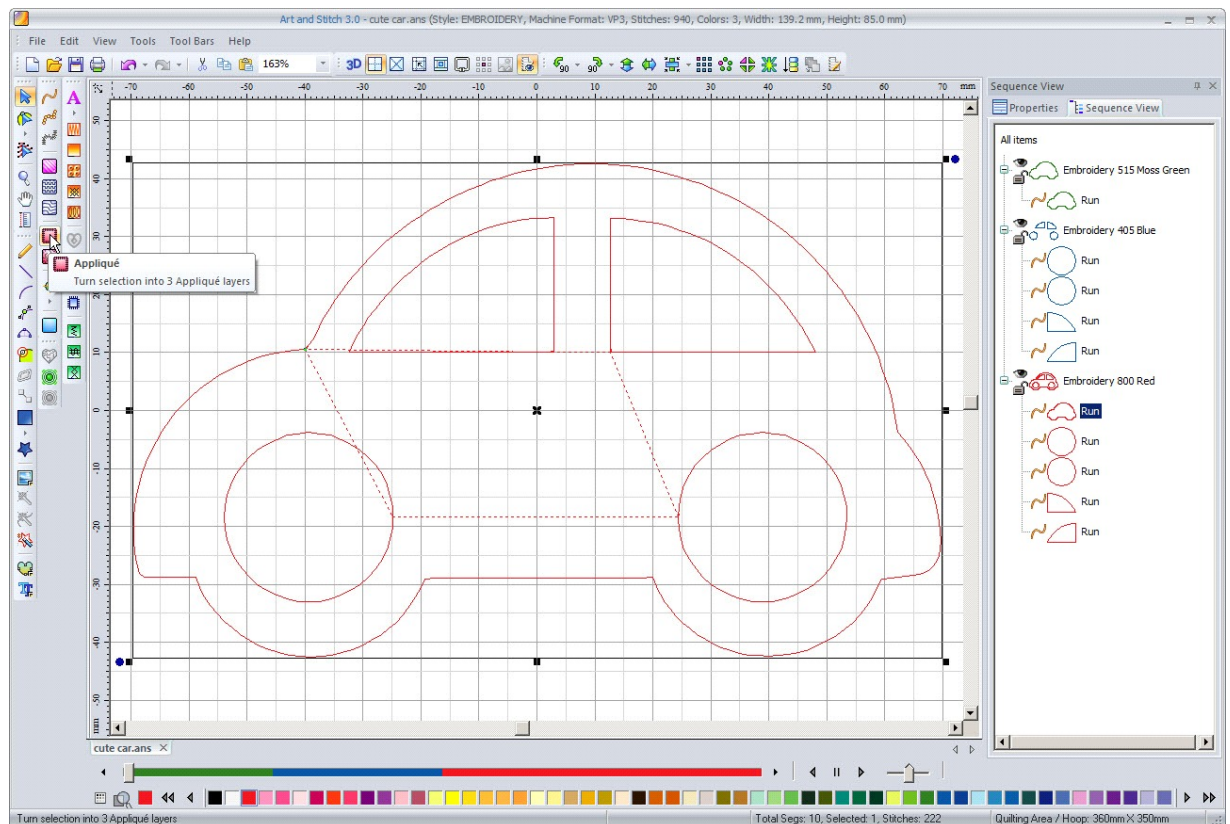 Art and Stitch 3.0 - cute car.ans (Style: EMBROIDERY, Machine Format: VP3, Stitches: 940, Colors: 3, Width: 139.2 mm, Height: 85.0 mm)
File Edit View Tools Tool Bars Help
163% 3D 90 90
-70 -60 -50 -40 -30 -20 -10 0 10 20 30 40 50 60 70 mm
Sequence View
Properties Sequence View
A
50
All items
40
Embroidery 515 Moss Green
Run
30
Embroidery 405 Blue
Appliqué
Run
Turn selection into 3 Appliqué layers
20
Run
Run
10
Run
Embroidery 800 Red
0
Run
Run
-10
Run
Run
-20
Run
-30
-40
-50
mm
cute car.ans
Turn selection into 3 Appliqué layers
Total Segs: 10, Selected: 1, Stitches: 222
Quilting Area / Hoop: 360mm X 350mm